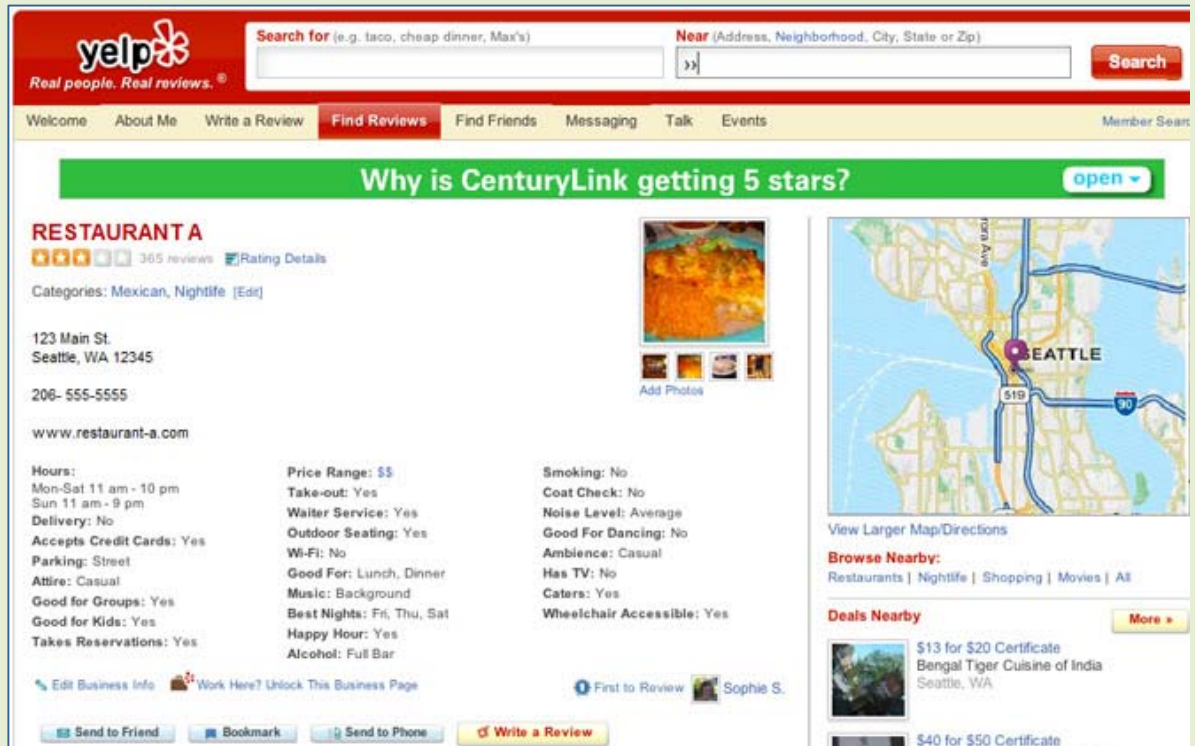 yelp
Real people. Real reviews. ®
Search for (e.g. taco, cheap dinner, Max's)
Near (Address, Neighborhood, City, State or Zip)
››
Search
Welcome About Me Write a Review Find Reviews Find Friends Messaging Talk Events
Member Sear
Why is CenturyLink getting 5 stars?
open
RESTAURANT A
365 reviews Rating Details
Categories: Mexican, Nightlife [Edit]
123 Main St.
Seattle, WA 12345
206- 555-5555
www.restaurant-a.com
Add Photos
Hours:
Mon-Sat 11 am - 10 pm
Sun 11 am - 9 pm
Delivery: No
Accepts Credit Cards: Yes
Parking: Street
Attire: Casual
Good for Groups: Yes
Good for Kids: Yes
Takes Reservations: Yes
Price Range: $$
Take-out: Yes
Waiter Service: Yes
Outdoor Seating: Yes
Wi-Fi: No
Good For: Lunch, Dinner
Music: Background
Best Nights: Fri, Thu, Sat
Happy Hour: Yes
Alcohol: Full Bar
Smoking: No
Coat Check: No
Noise Level: Average
Good For Dancing: No
Ambience: Casual
Has TV: No
Caters: Yes
Wheelchair Accessible: Yes
Edit Business Info Work Here? Unlock This Business Page
First to Review Sophie S.
Send to Friend Bookmark Send to Phone Write a Review
Ave
SEATTLE
519
90
View Larger Map/Directions
Browse Nearby:
Restaurants | Nightlife | Shopping | Movies | All
Deals Nearby
More »
$13 for $20 Certificate
Bengal Tiger Cuisine of India
Seattle, WA
$40 for $50 Certificate